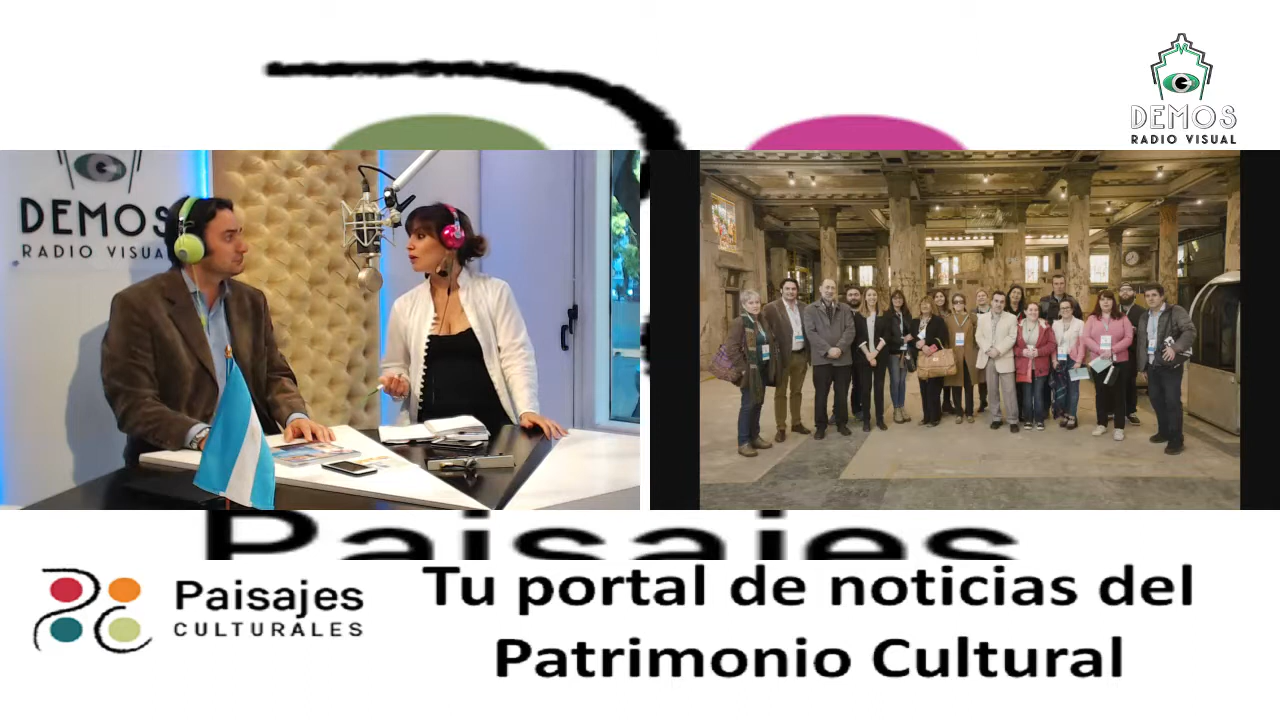 DEMOS
RADIO VISUAL
DEMOS
RADIO VISUAL
Paisajes
Paisajes
CULTURALES
Tu portal de noticias del
Patrimonio Cultural